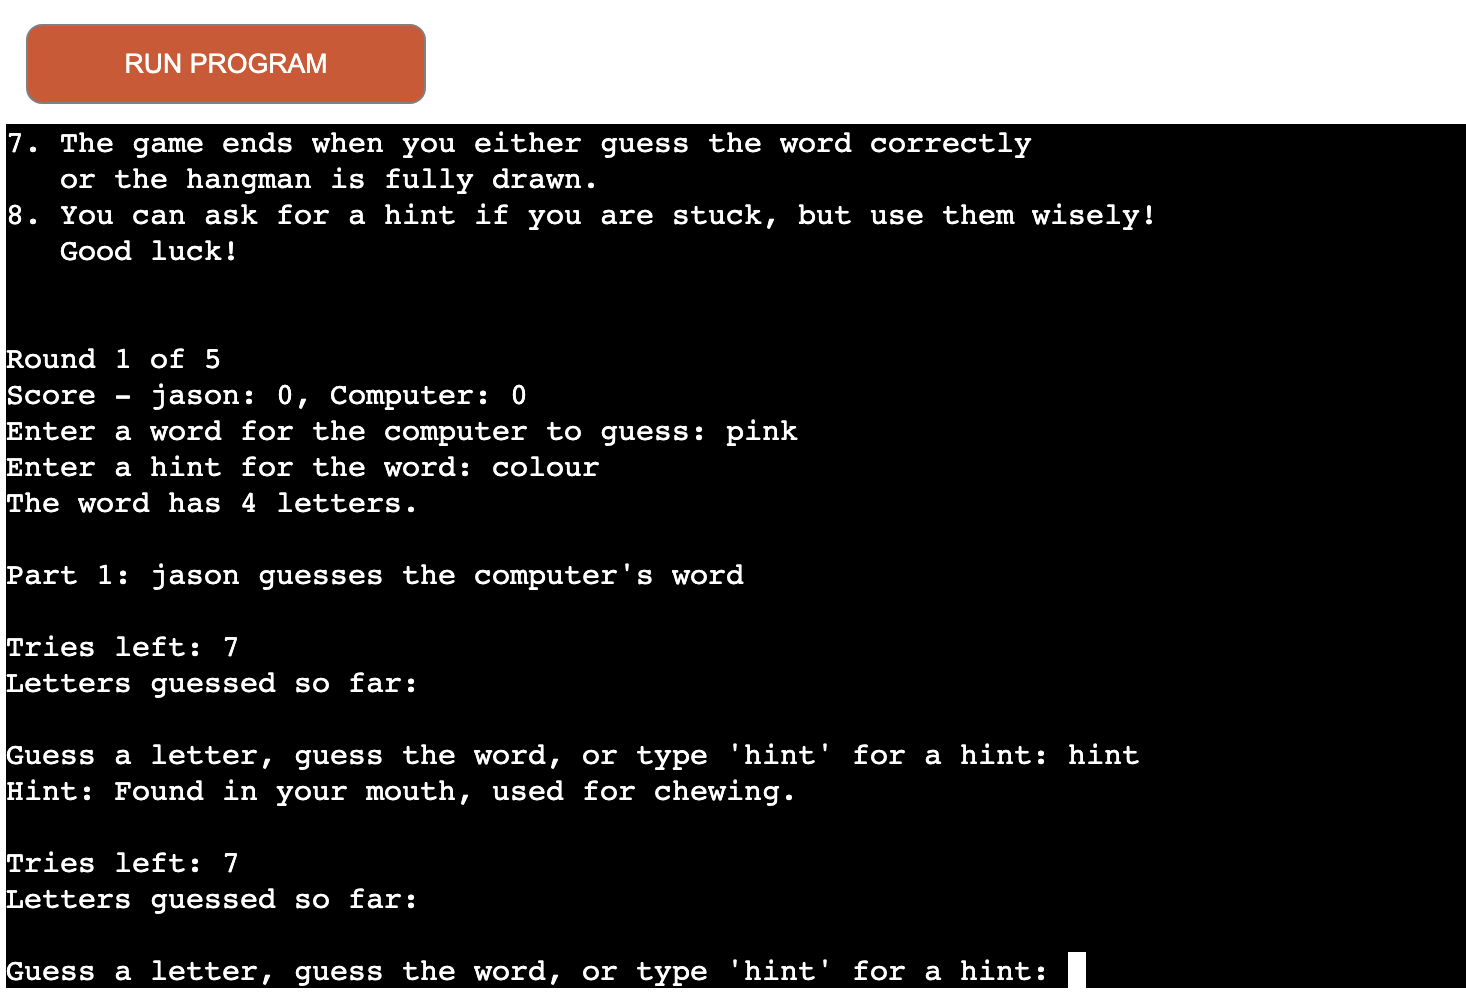 RUN PROGRAM
7. The game ends when you either guess the word correctly
or the hangman is fully drawn.
8. You can ask for a hint if you are stuck, but use them wisely!
Good luck!
Round 1 of 5
Score - jason: 0, Computer: 0
Enter a word for the computer to guess: pink
Enter a hint for the word: colour
The word has 4 letters.
Part 1: jason guesses the computer's word
Tries left: 7
Letters guessed so far:
Guess a letter, guess the word, or type 'hint' for a hint: hint
Hint: Found in your mouth, used for chewing.
Tries left: 7
Letters guessed so far:
Guess a letter, guess the word, or type 'hint' for a hint: